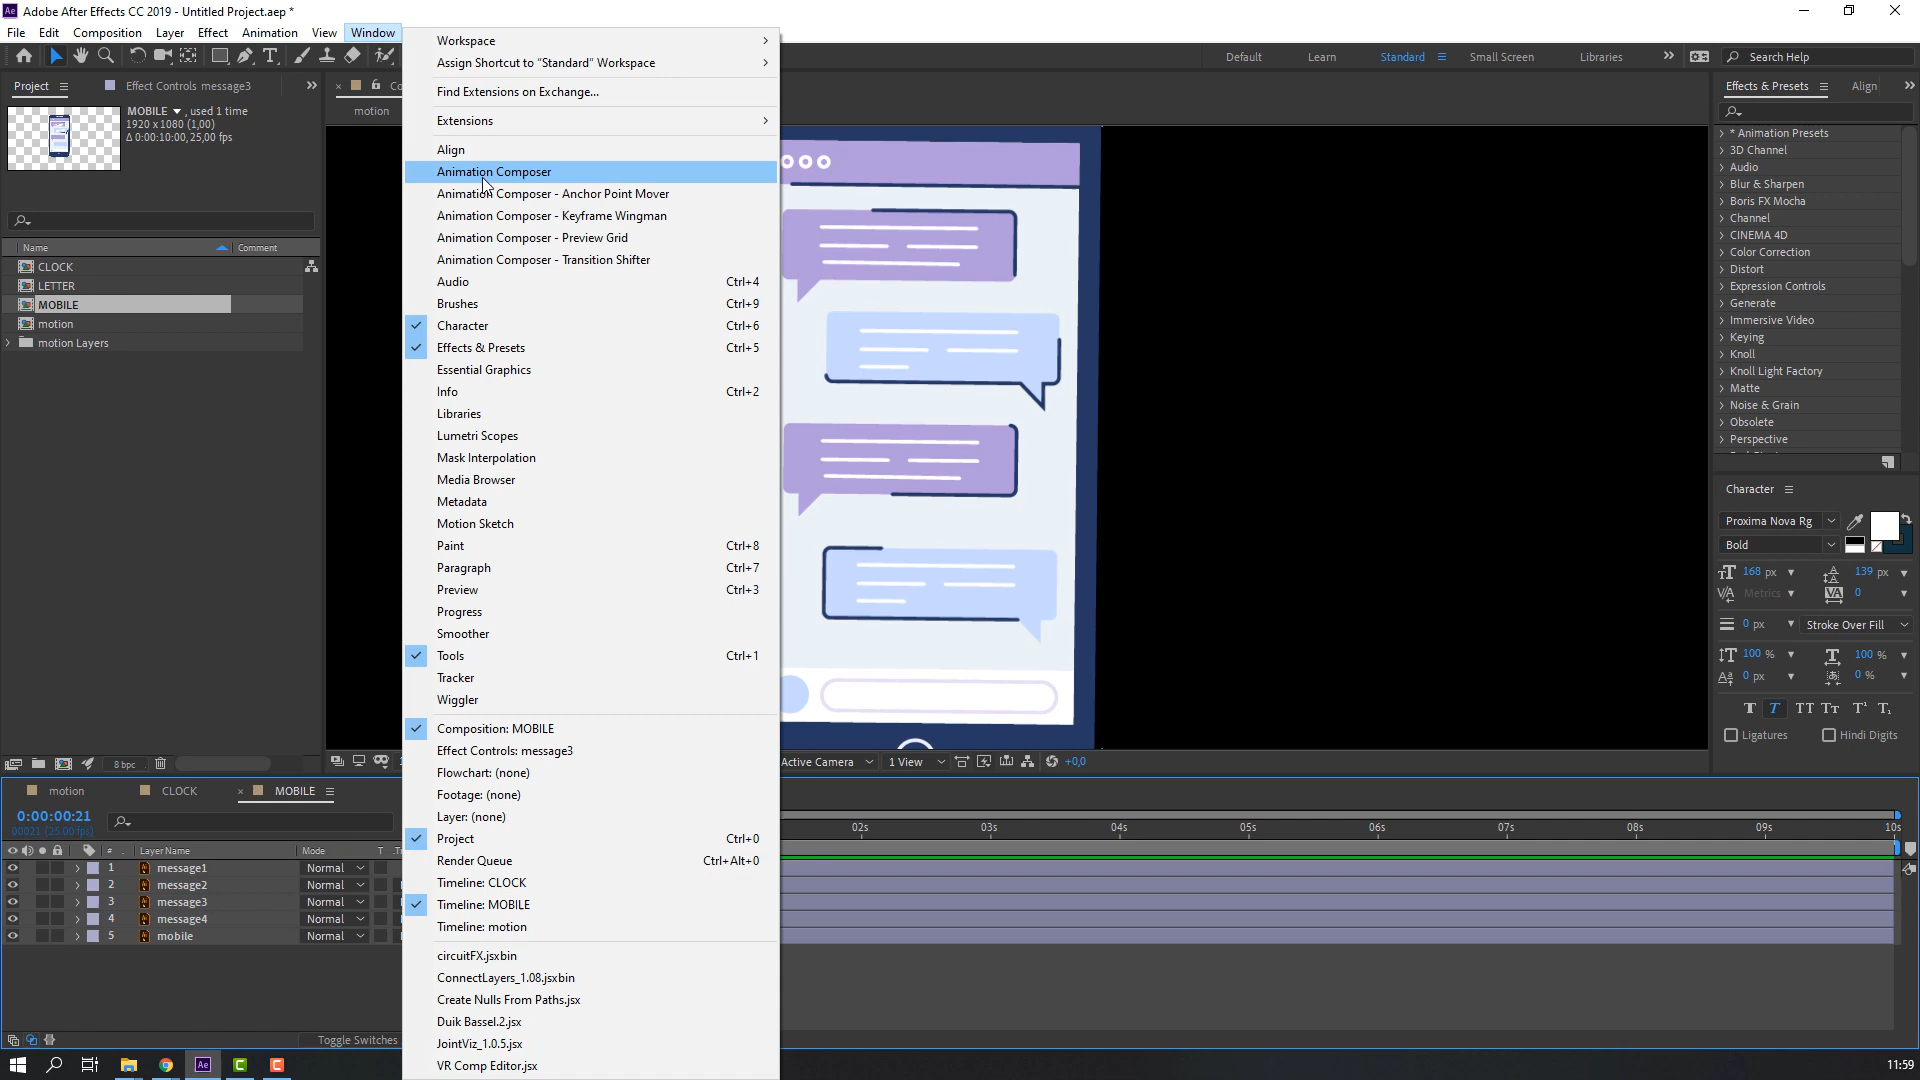 Adobe After Effects CC 2019 - Untitled Project.aep *
File Edit Composition Layer Effect Animation View Window
Default Learn Standard Small Screen Libraries Search Help
Project Effect Controls message3
MOBILE , used 1 time
1920 x 1080 (1,00)
Δ 0:00:10:00, 25,00 fps
Name Comment
CLOCK
LETTER
MOBILE
motion
motion Layers
8 bpc
motion
Workspace
Assign Shortcut to “Standard” Workspace
Find Extensions on Exchange...
Extensions
Align
Animation Composer
Animation Composer - Anchor Point Mover
Animation Composer - Keyframe Wingman
Animation Composer - Preview Grid
Animation Composer - Transition Shifter
Audio Ctrl+4
Brushes Ctrl+9
Character Ctrl+6
Effects & Presets Ctrl+5
Essential Graphics
Info Ctrl+2
Libraries
Lumetri Scopes
Mask Interpolation
Media Browser
Metadata
Motion Sketch
Paint Ctrl+8
Paragraph Ctrl+7
Preview Ctrl+3
Progress
Smoother
Tools Ctrl+1
Tracker
Wiggler
Composition: MOBILE
Effect Controls: message3
Flowchart: (none)
Footage: (none)
Layer: (none)
Project Ctrl+0
Render Queue Ctrl+Alt+0
Timeline: CLOCK
Timeline: MOBILE
Timeline: motion
circuitFX.jsxbin
ConnectLayers_1.08.jsxbin
Create Nulls From Paths.jsx
Duik Bassel.2.jsx
JointViz_1.0.5.jsx
VR Comp Editor.jsx
Active Camera 1 View +0,0
Effects & Presets Align
* Animation Presets
3D Channel
Audio
Blur & Sharpen
Boris FX Mocha
Channel
CINEMA 4D
Color Correction
Distort
Expression Controls
Generate
Immersive Video
Keying
Knoll
Knoll Light Factory
Matte
Noise & Grain
Obsolete
Perspective
Character
Proxima Nova Rg
Bold
168 px 139 px
Metrics 0
0 px Stroke Over Fill
100 % 100 %
0 px 0 %
Ligatures Hindi Digits
motion CLOCK MOBILE
0:00:00:21
00021 (25.00 fps)
02s 03s 04s 05s 06s 07s 08s 09s 10s
# Layer Name Mode T
1 message1 Normal
2 message2 Normal
3 message3 Normal
4 message4 Normal
5 mobile Normal
Toggle Switches
11:59